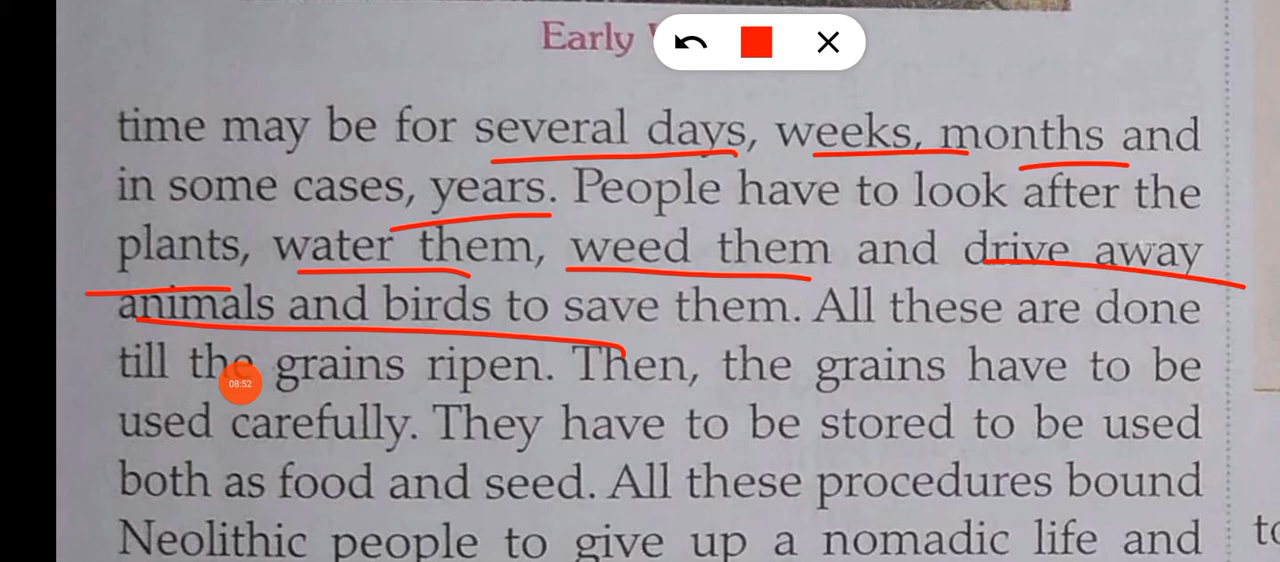 Early
time may be for several days, weeks, months and
in some cases, years. People have to look after the
plants, water them, weed them and drive away
animals and birds to save them. All these are done
till the grains ripen. Then, the grains have to be
08:52
used carefully. They have to be stored to be used
both as food and seed. All these procedures bound
Neolithic people to give up a nomadic life and